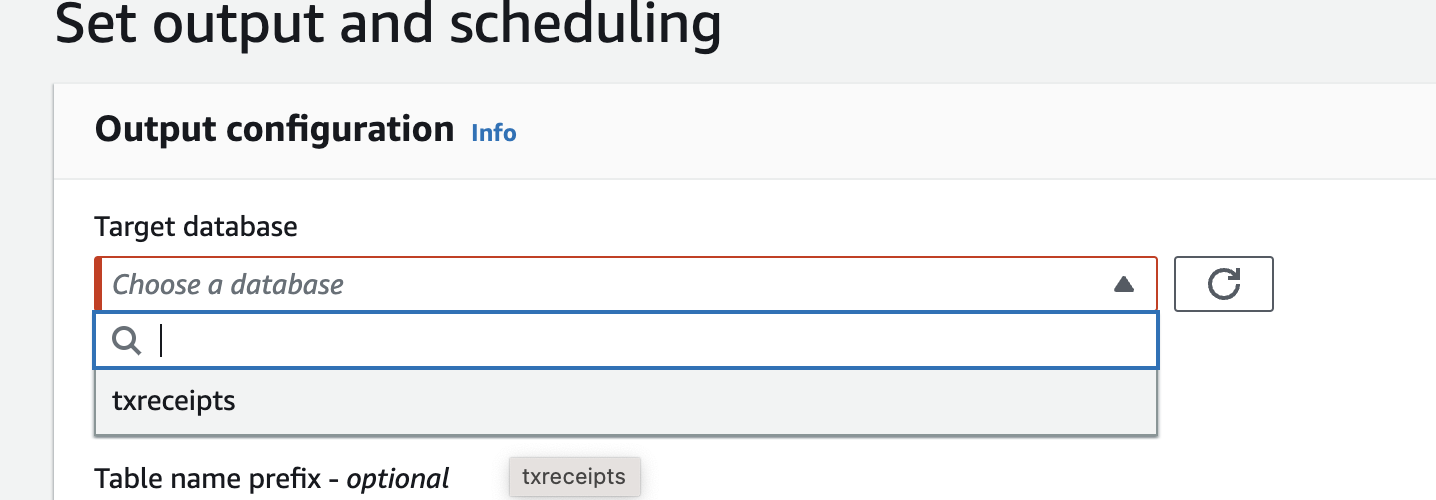 Set output and scheduling
Output configuration Info
Target database
Choose a database
txreceipts
Table name prefix - optional
txreceipts